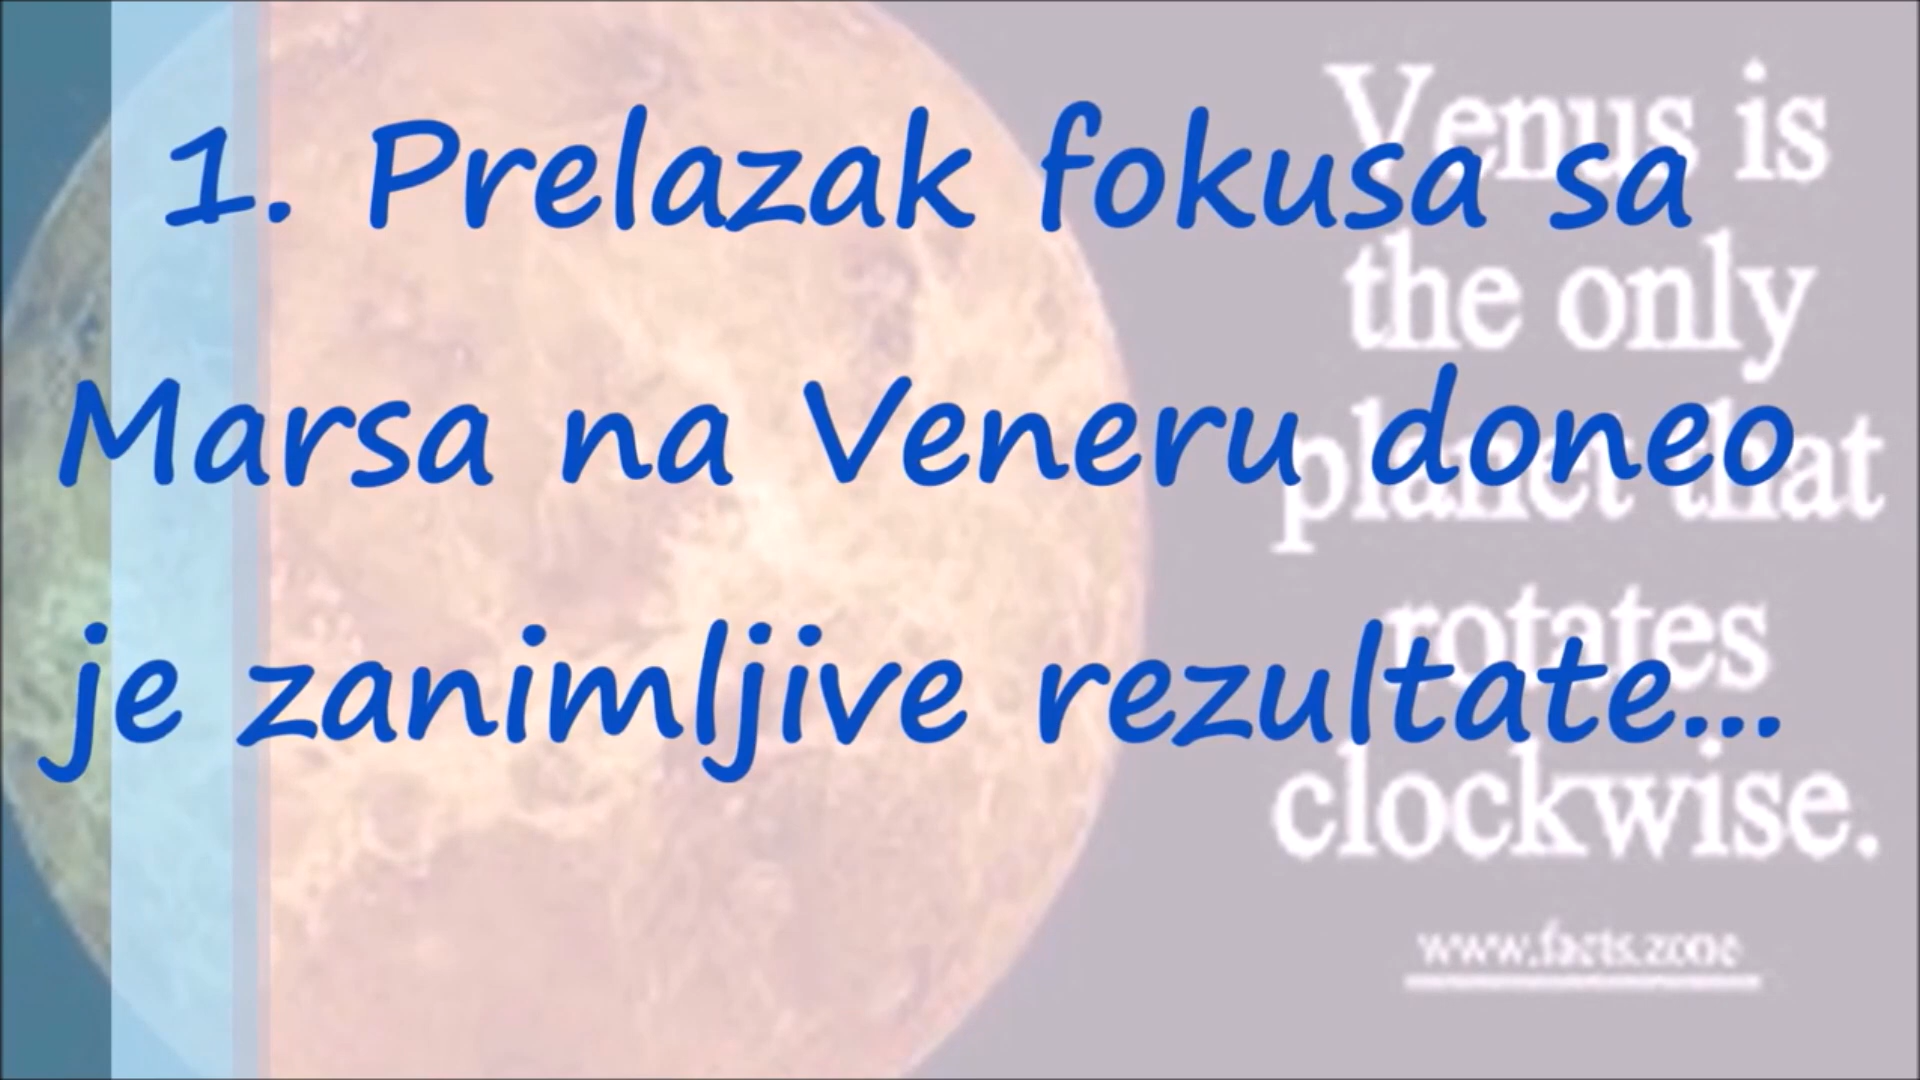 1. Prelazak fokusa sa
Marsa na Veneru doneo
je zanimljive rezultate...
Venus is
the only
planet that
rotates
clockwise.
www.facts.zone